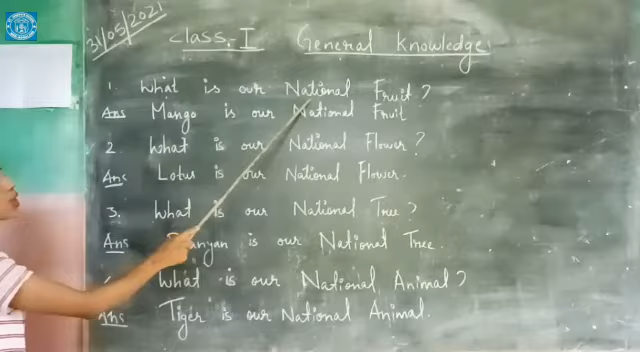 31/05/2021
Class-I General Knowledge
1. What is our National Fruit?
Ans Mango is our National Fruit
2. What is our National Flower?
Ans Lotus is our National Flower.
3. What is our National Tree?
Ans Banyan is our National Tree.
What is our National Animal?
Ans Tiger is our National Animal.